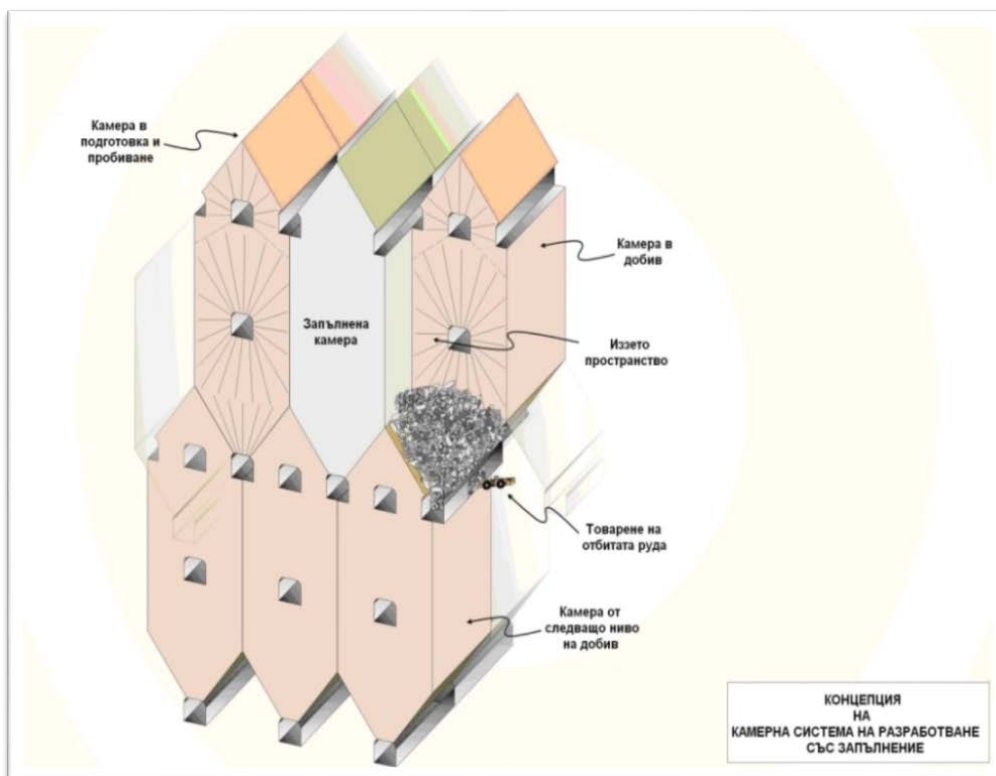 Камера в
подготовка и
пробиване
Камера в
добив
Запълнена
камера
Иззето
пространство
Товарене на
отбитата руда
Камера от
следващо ниво
на добив
КОНЦЕПЦИЯ
НА
КАМЕРНА СИСТЕМА НА РАЗРАБОТВАНЕ
СЪС ЗАПЪЛНЕНИЕ